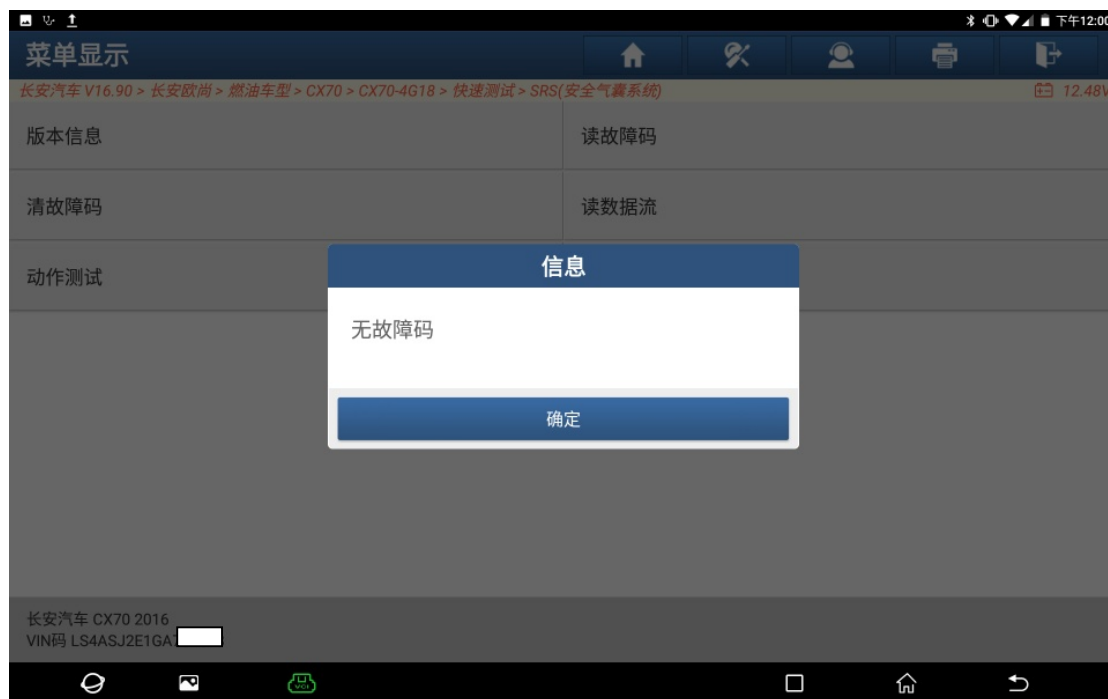 下午12:00
菜单显示
长安汽车 V16.90 > 长安欧尚 > 燃油车型 > CX70 > CX70-4G18 > 快速测试 > SRS(安全气囊系统)
12.48V
版本信息
读故障码
清故障码
读数据流
动作测试
信息
无故障码
确定
长安汽车 CX70 2016
VIN码 LS4ASJ2E1GA
VCI